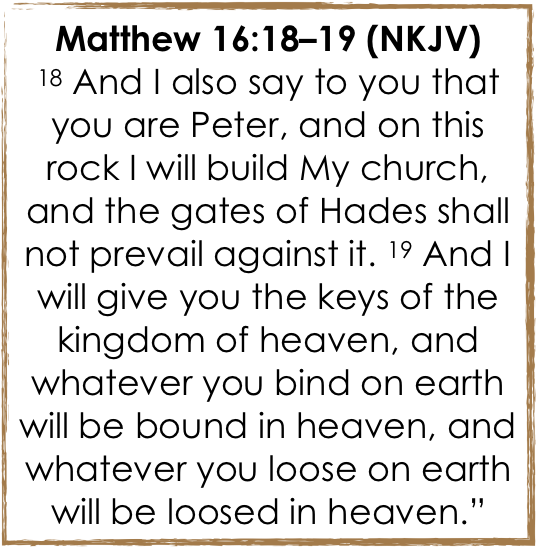 Matthew 16:18–19 (NKJV)
18 And I also say to you that
you are Peter, and on this
rock I will build My church,
and the gates of Hades shall
not prevail against it. 19 And I
will give you the keys of the
kingdom of heaven, and
whatever you bind on earth
will be bound in heaven, and
whatever you loose on earth
will be loosed in heaven.”